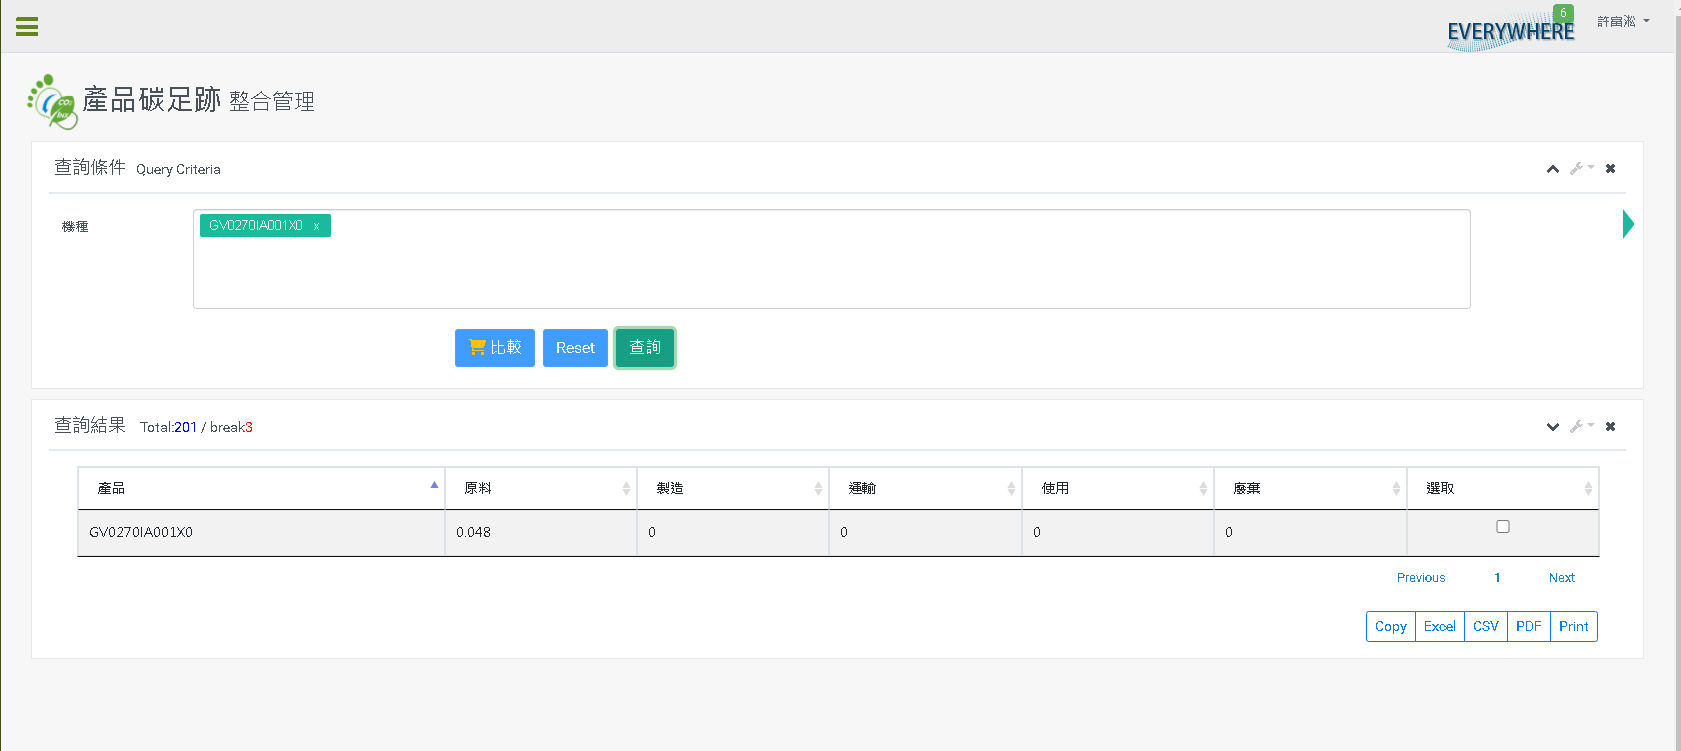 6
EVERYWHERE
許富淞
CO₂
INX
產品碳足跡 整合管理
查詢條件 Query Criteria
機種
GV0270IA001X0 x
比較 Reset 查詢
查詢結果 Total:201 / break3
產品 原料 製造 運輸 使用 廢棄 選取
GV0270IA001X0 0.048 0 0 0 0
Previous 1 Next
Copy Excel CSV PDF Print